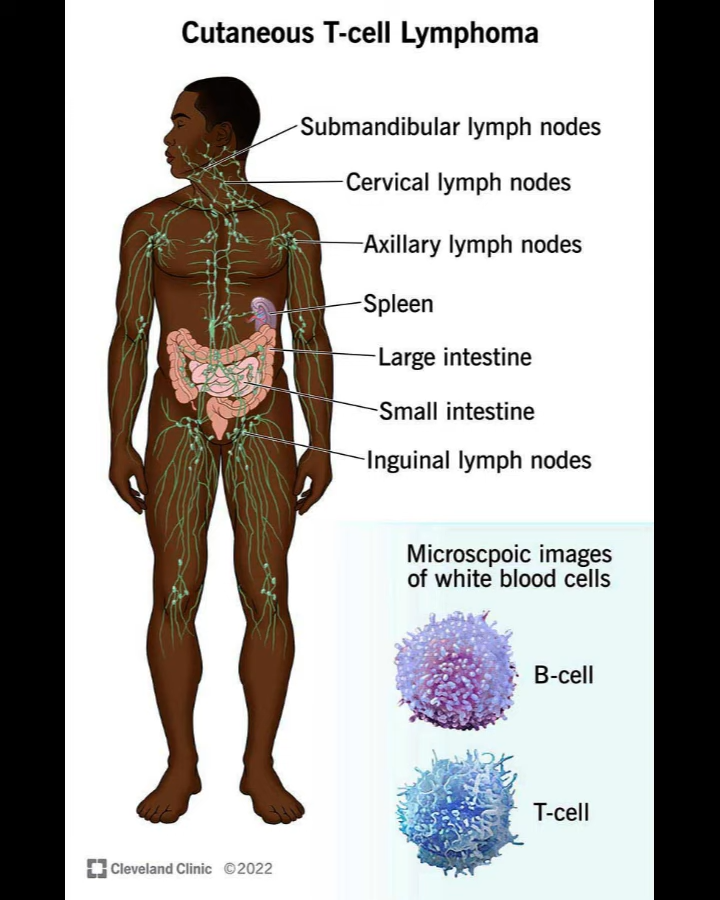 Cutaneous T-cell Lymphoma
Submandibular lymph nodes
Cervical lymph nodes
Axillary lymph nodes
Spleen
Large intestine
Small intestine
Inguinal lymph nodes
Microscpoic images
of white blood cells
B-cell
T-cell
Cleveland Clinic ©2022